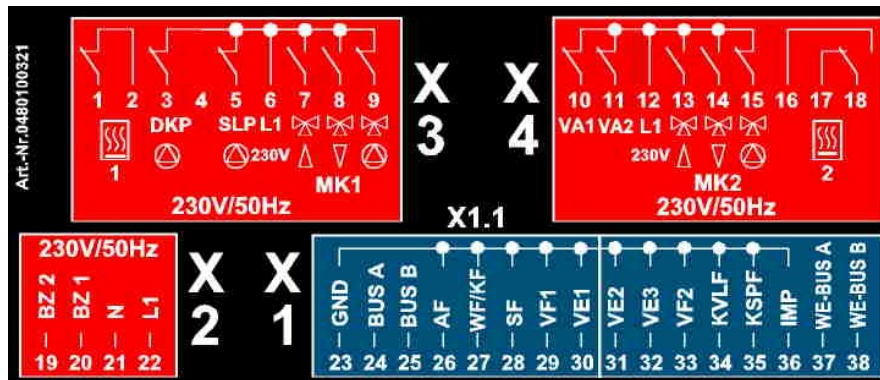 Art.-Nr.0480100321
1 2 3 4 5 6 7 8 9
DKP SLP L1
230V
1
MK1
230V/50Hz
X
3
X
4
10 11 12 13 14 15 16 17 18
VA1 VA2 L1
230V
2
MK2
230V/50Hz
X1.1
230V/50Hz
BZ 2 BZ 1 N L1
19 20 21 22
X
2
X
1
GND BUS A BUS B AF WF/KF SF VF1 VE1 VE2 VE3 VF2 KVLF KSPF IMP WE-BUS A WE-BUS B
23 24 25 26 27 28 29 30 31 32 33 34 35 36 37 38